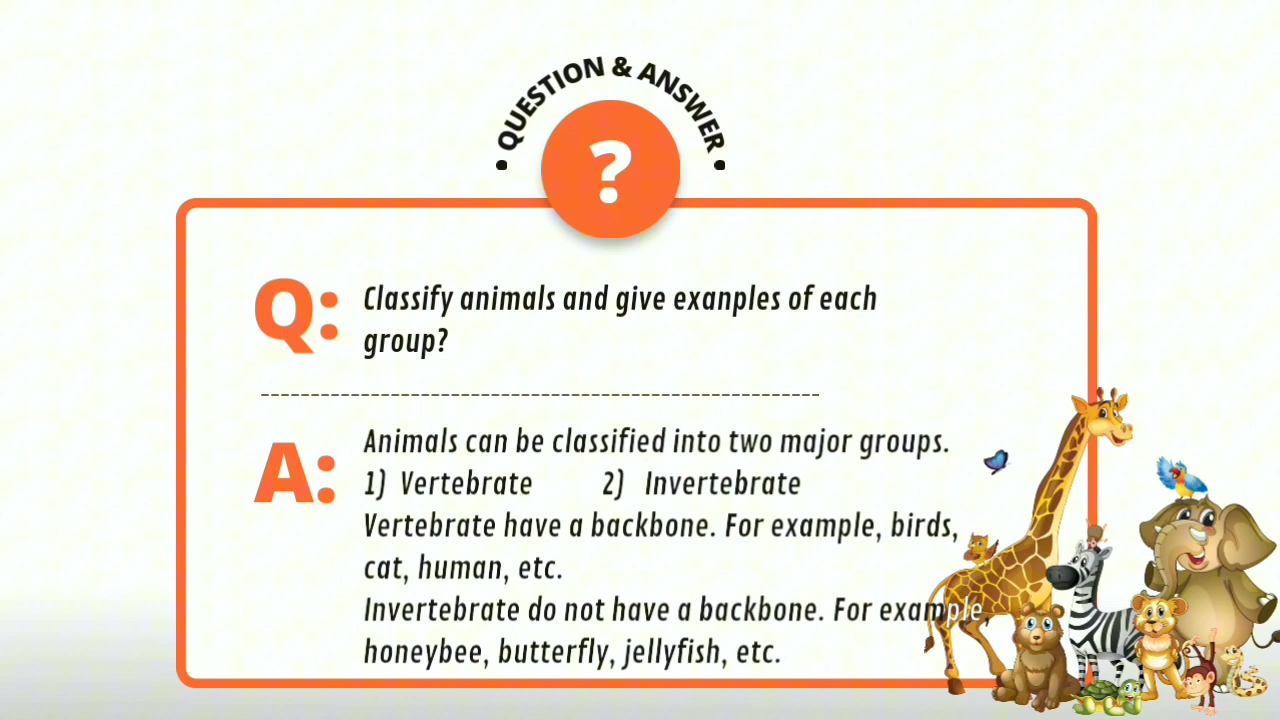 • QUESTION & ANSWER •
?
Q: Classify animals and give exanples of each
group?
A: Animals can be classified into two major groups.
1) Vertebrate 2) Invertebrate
Vertebrate have a backbone. For example, birds,
cat, human, etc.
Invertebrate do not have a backbone. For example,
honeybee, butterfly, jellyfish, etc.